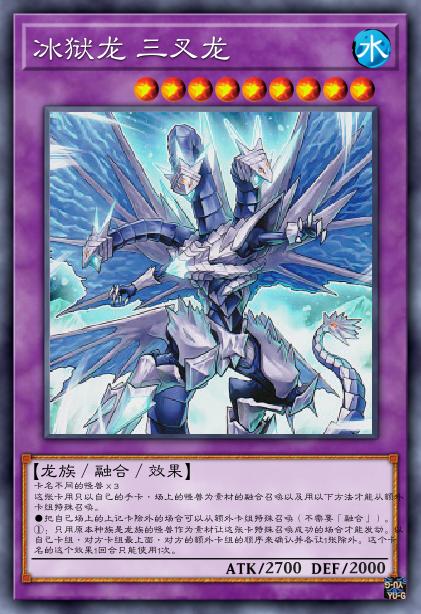 冰狱龙 三叉龙
水
【龙族／融合／效果】
卡名不同的怪兽×3
这张卡用只以自己的手卡·场上的怪兽为素材的融合召唤以及用以下方法才能从额外
卡组特殊召唤。
●把自己场上的上记卡除外的场合可以从额外卡组特殊召唤（不需要「融合」）。
①：只用原本种族是龙族的怪兽作为素材让这张卡特殊召唤成功的场合才能发动。以
自己卡组·对方卡组最上面·对方的额外卡组的顺序来确认并各让1张除外。这个卡
名的这个效果1回合只能使用1次。
ATK/2700 DEF/2000